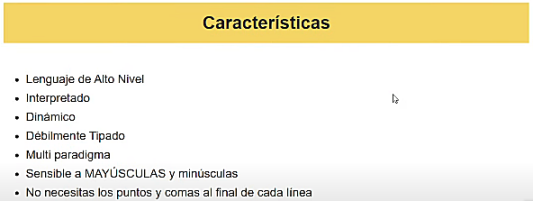 Características
• Lenguaje de Alto Nivel
• Interpretado
• Dinámico
• Débilmente Tipado
• Multi paradigma
• Sensible a MAYÚSCULAS y minúsculas
• No necesitas los puntos y comas al final de cada línea